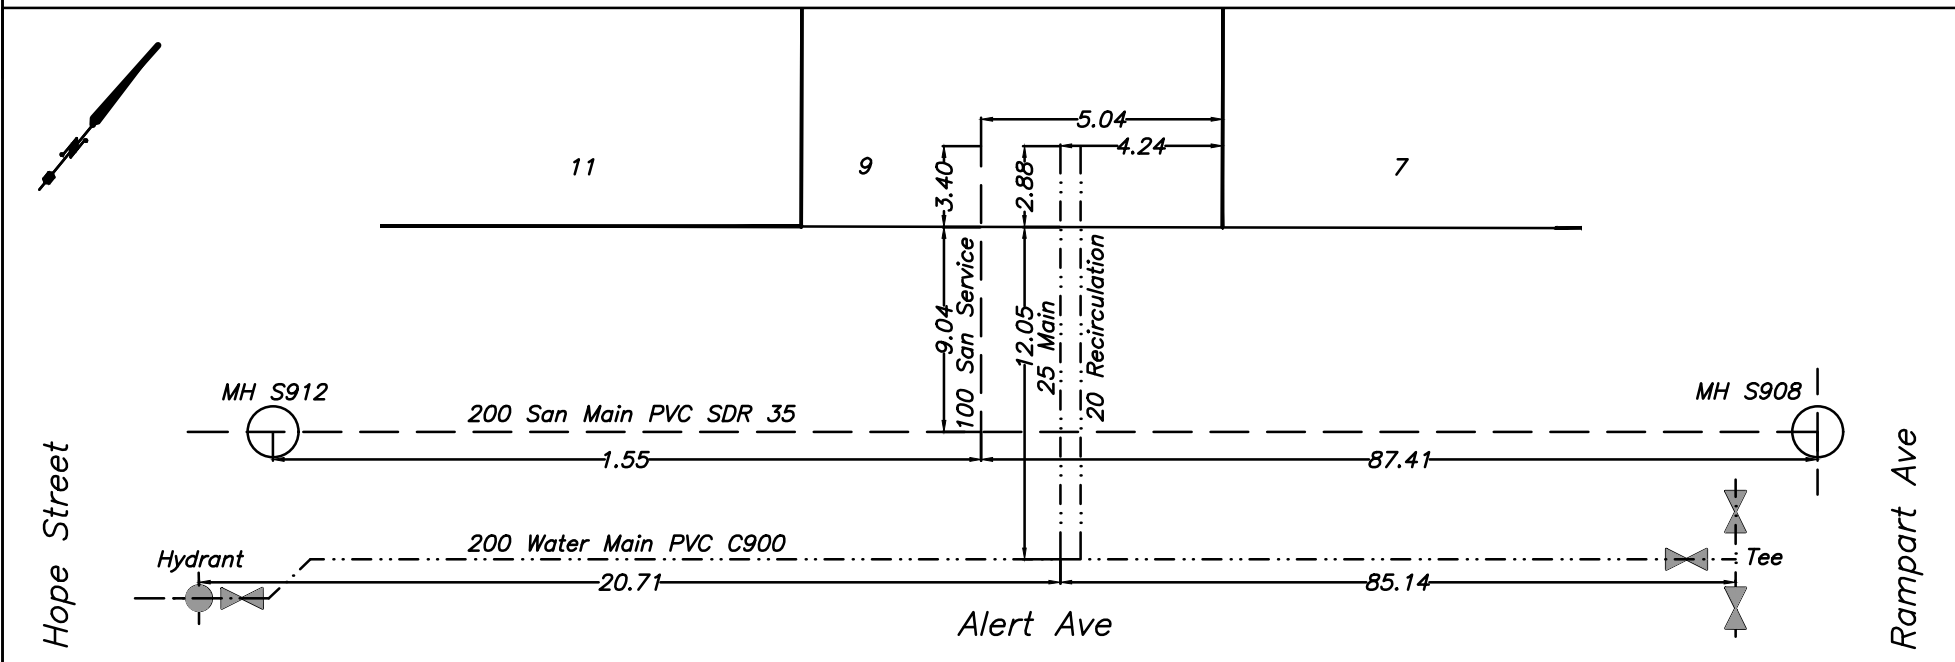 5.04
4.24
11
9
7
3.40
2.88
9.04
100 San Service
12.05
25 Main
20 Recirculation
MH S912
MH S908
200 San Main PVC SDR 35
1.55
87.41
Hope Street
Rampart Ave
Hydrant
200 Water Main PVC C900
Tee
20.71
85.14
Alert Ave